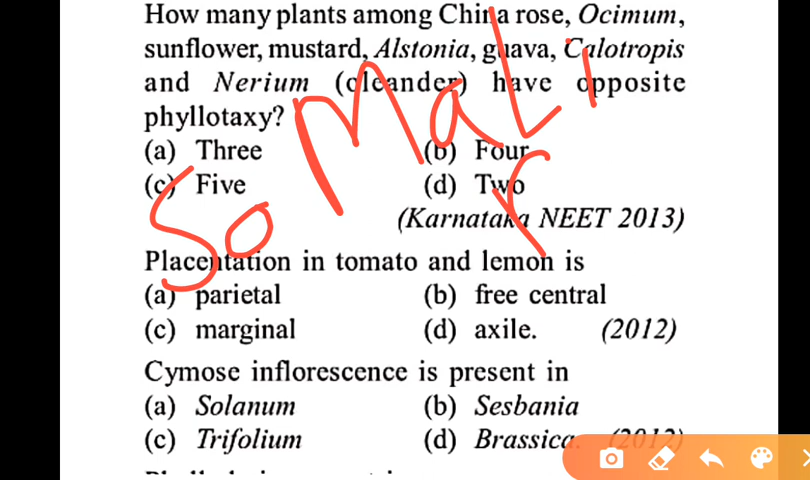 How many plants among China rose, Ocimum,
sunflower, mustard, Alstonia, guava, Calotropis
and Nerium (oleander) have opposite
phyllotaxy?
(a) Three (b) Four
(c) Five (d) Two
(Karnataka NEET 2013)
SoMaLi
r
Placentation in tomato and lemon is
(a) parietal (b) free central
(c) marginal (d) axile. (2012)
Cymose inflorescence is present in
(a) Solanum (b) Sesbania
(c) Trifolium (d) Brassica. (2012)